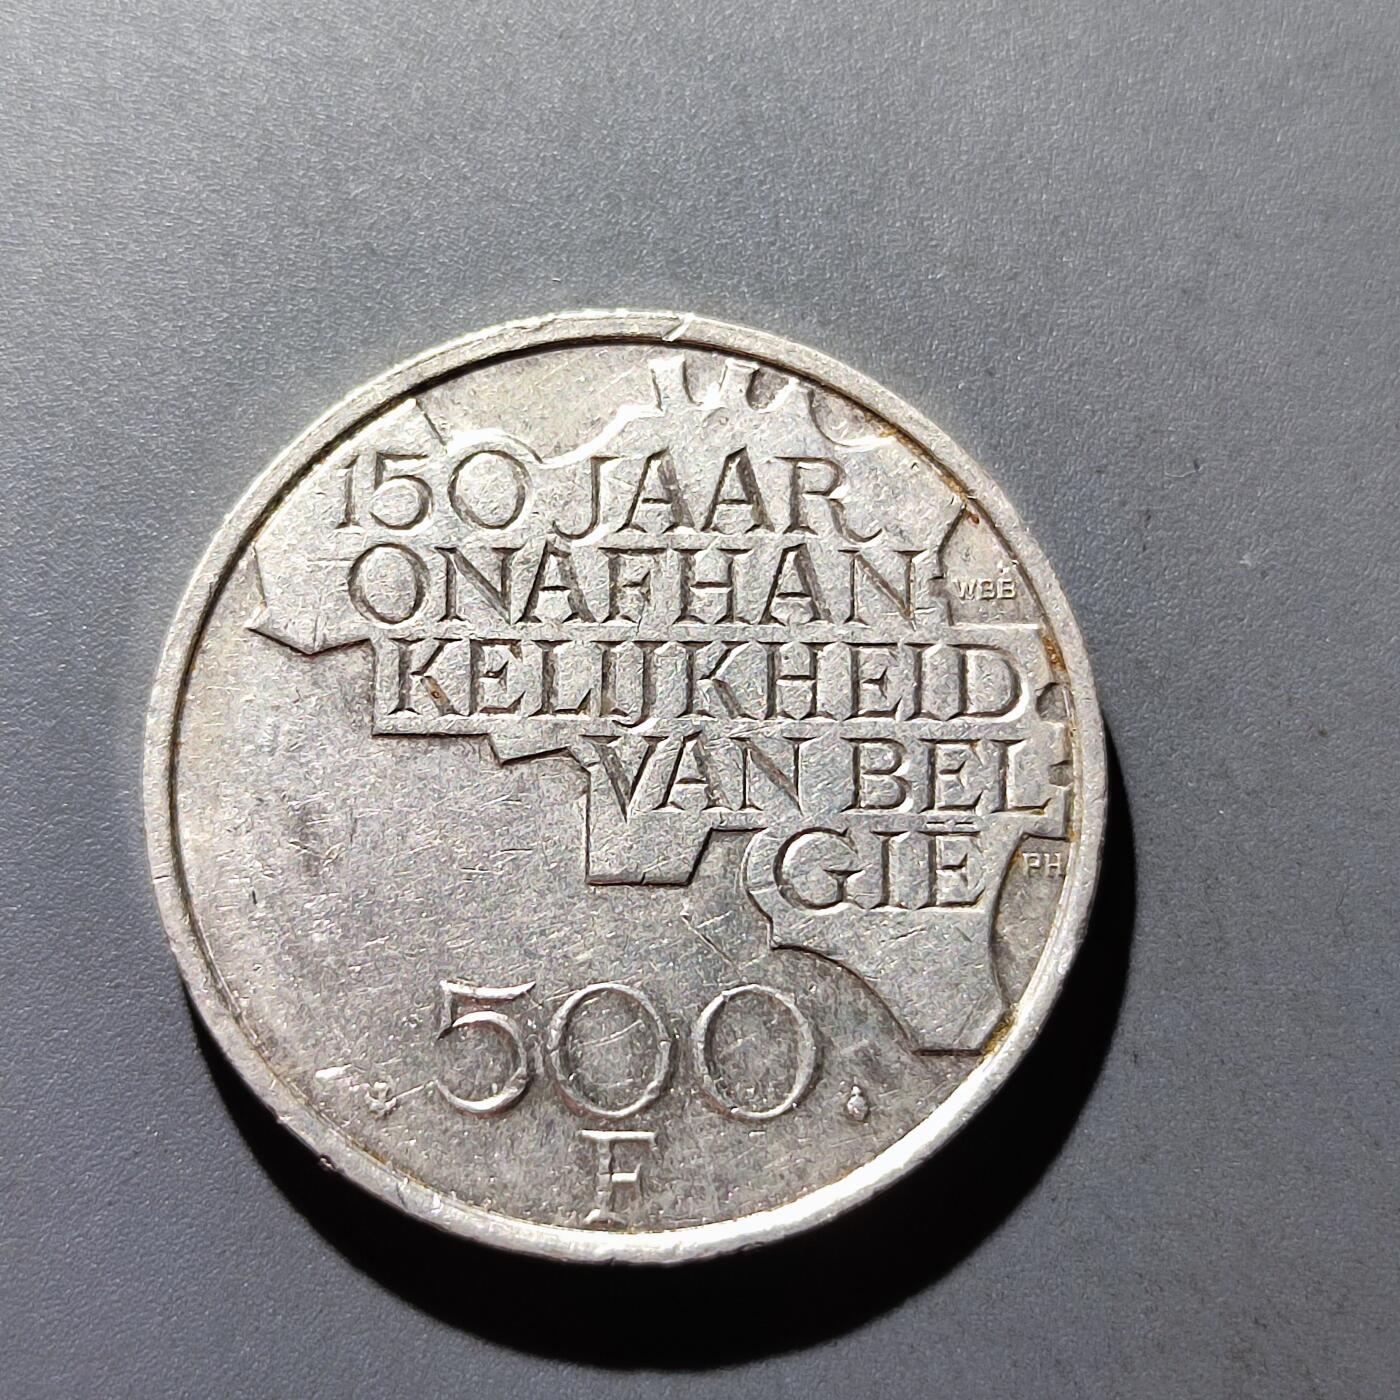 150 JAAR
ONAFHAN
WBB
KELIJKHEID
VAN BEL
GIË
PH
500
F